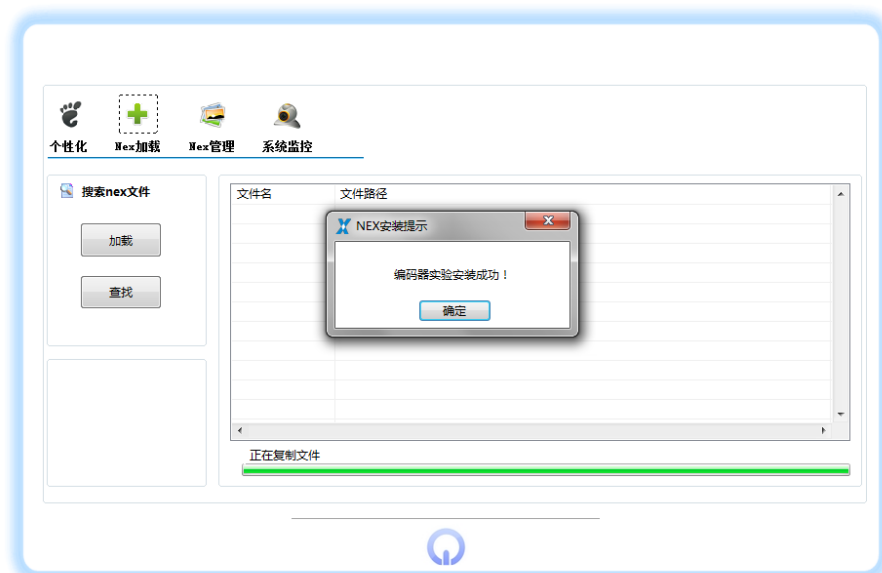 个性化 Nex加载 Nex管理 系统监控
搜索nex文件
加载
查找
文件名 文件路径
NEX安装提示
编码器实验安装成功！
确定
正在复制文件